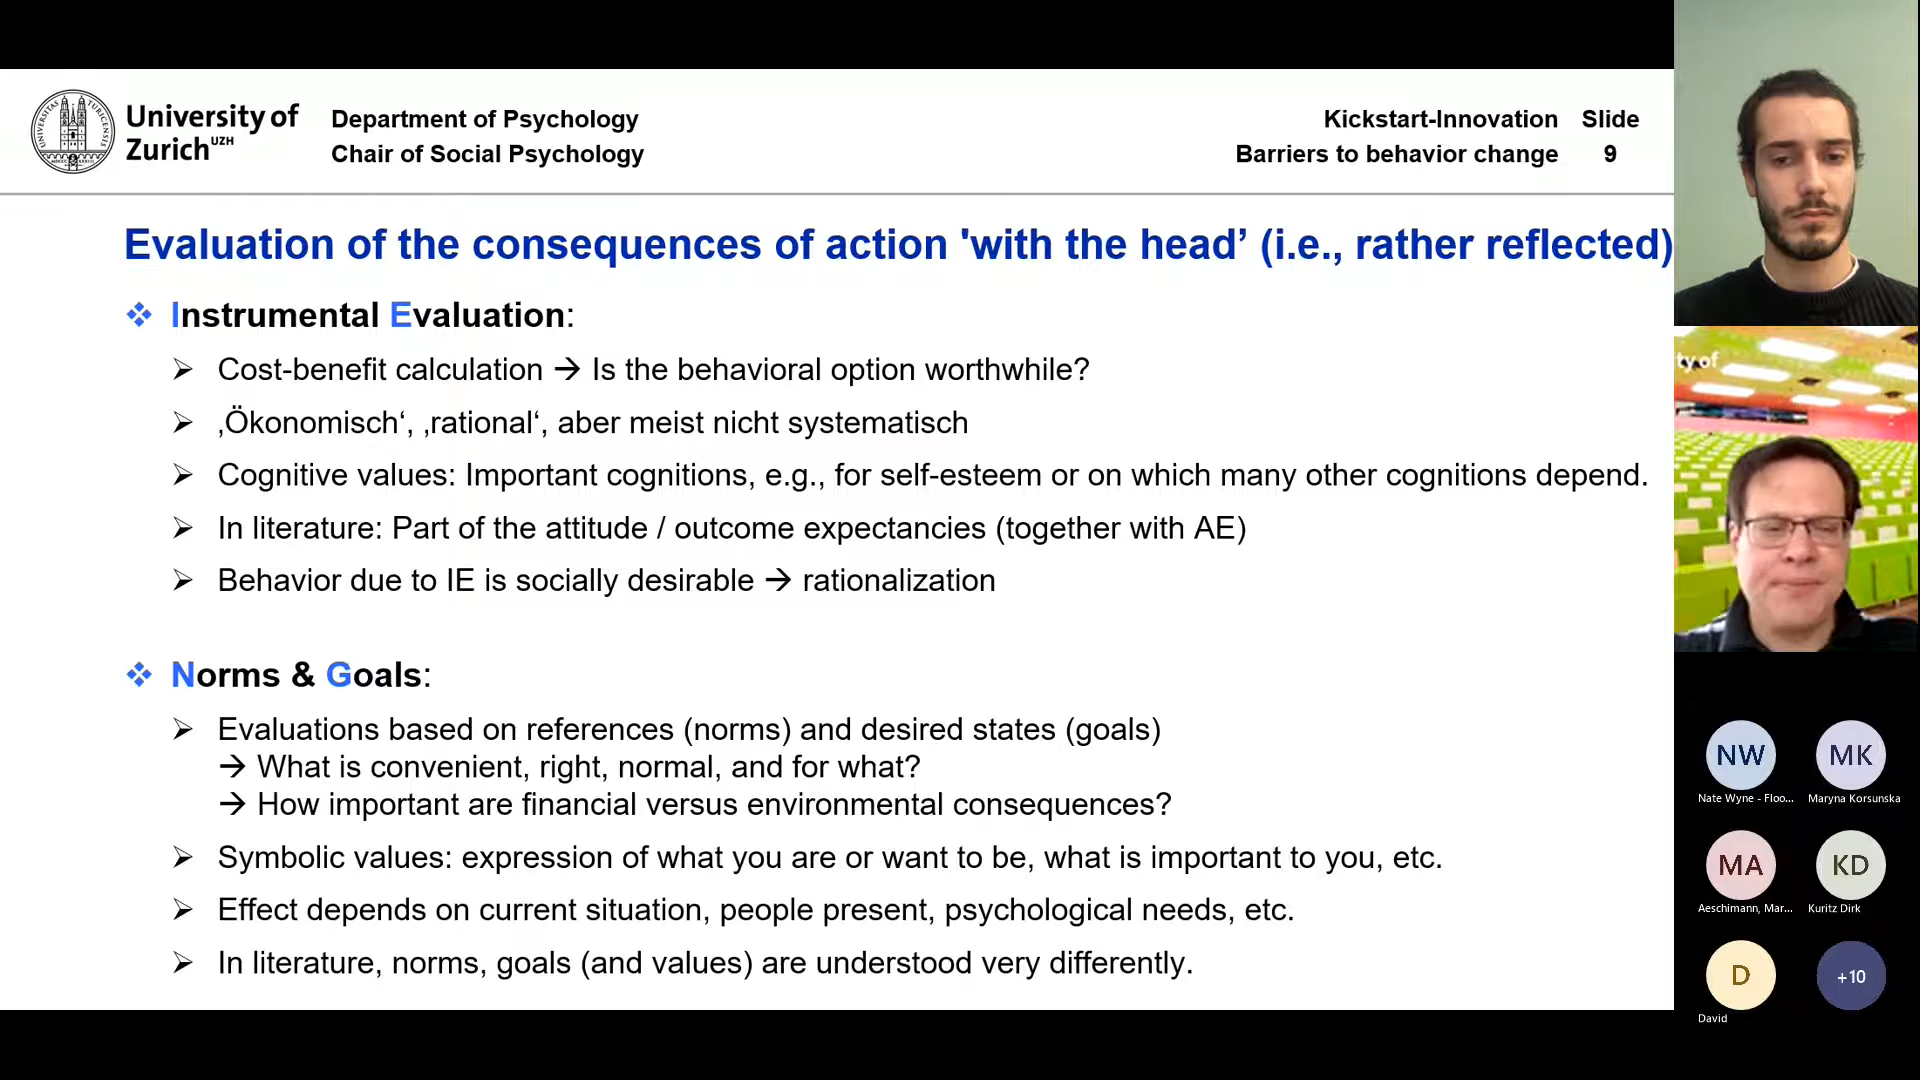 University of
Zurich UZH
Department of Psychology
Chair of Social Psychology
Kickstart-Innovation Slide
Barriers to behavior change 9
Evaluation of the consequences of action 'with the head’ (i.e., rather reflected)
❖ Instrumental Evaluation:
➢ Cost-benefit calculation → Is the behavioral option worthwhile?
➢ ‚Ökonomisch‘, ‚rational‘, aber meist nicht systematisch
➢ Cognitive values: Important cognitions, e.g., for self-esteem or on which many other cognitions depend.
➢ In literature: Part of the attitude / outcome expectancies (together with AE)
➢ Behavior due to IE is socially desirable → rationalization
❖ Norms & Goals:
➢ Evaluations based on references (norms) and desired states (goals)
→ What is convenient, right, normal, and for what?
→ How important are financial versus environmental consequences?
➢ Symbolic values: expression of what you are or want to be, what is important to you, etc.
➢ Effect depends on current situation, people present, psychological needs, etc.
➢ In literature, norms, goals (and values) are understood very differently.
ty of
NW MK
Nate Wyne - Floo... Maryna Korsunska
MA KD
Aeschimann, Mar... Kuritz Dirk
D +10
David